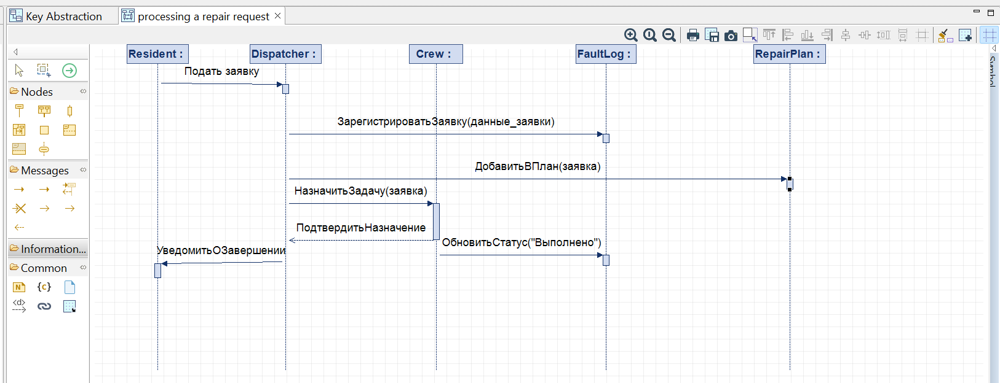 Key Abstraction
processing a repair request
Nodes
Messages
Information...
Common
N
{C}
<d>
Symbol
Resident :
Dispatcher :
Crew :
FaultLog :
RepairPlan :
Подать заявку
ЗарегистрироватьЗаявку(данные_заявки)
ДобавитьВПлан(заявка)
НазначитьЗадачу(заявка)
ПодтвердитьНазначение
ОбновитьСтатус("Выполнено")
УведомитьОЗавершении